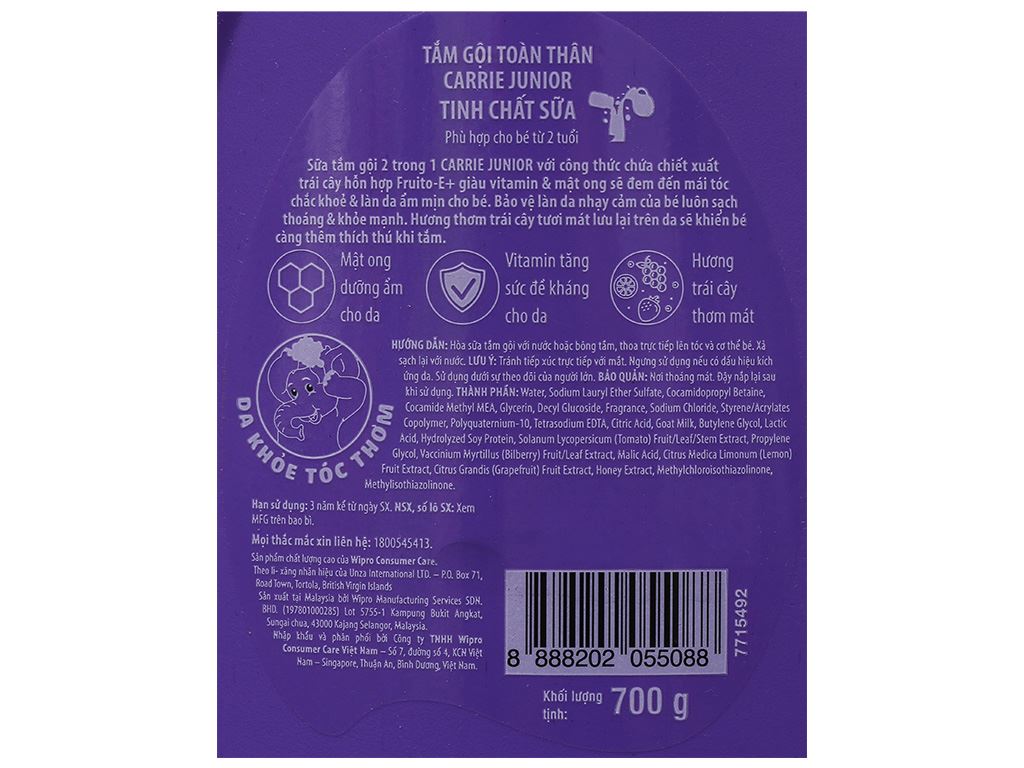 TẮM GỘI TOÀN THÂN
CARRIE JUNIOR
TINH CHẤT SỮA
Phù hợp cho bé từ 2 tuổi
Sữa tắm gội 2 trong 1 CARRIE JUNIOR với công thức chứa chiết xuất
trái cây hỗn hợp Fruito-E+ giàu vitamin & mật ong sẽ đem đến mái tóc
chắc khoẻ & làn da ẩm mịn cho bé. Bảo vệ làn da nhạy cảm của bé luôn sạch
thoáng & khỏe mạnh. Hương thơm trái cây tươi mát lưu lại trên da sẽ khiến bé
càng thêm thích thú khi tắm.
Mật ong
dưỡng ẩm
cho da
Vitamin tăng
sức đề kháng
cho da
Hương
trái cây
thơm mát
DA KHỎE TÓC THƠM
HƯỚNG DẪN: Hòa sữa tắm gội với nước hoặc bông tắm, thoa trực tiếp lên tóc và cơ thể bé. Xả
sạch lại với nước. LƯU Ý: Tránh tiếp xúc trực tiếp với mắt. Ngưng sử dụng nếu có dấu hiệu kích
ứng da. Sử dụng dưới sự theo dõi của người lớn. BẢO QUẢN: Nơi thoáng mát. Đậy nắp lại sau
khi sử dụng. THÀNH PHẦN: Water, Sodium Lauryl Ether Sulfate, Cocamidopropyl Betaine,
Cocamide Methyl MEA, Glycerin, Decyl Glucoside, Fragrance, Sodium Chloride, Styrene/Acrylates
Copolymer, Polyquaternium-10, Tetrasodium EDTA, Citric Acid, Goat Milk, Butylene Glycol, Lactic
Acid, Hydrolyzed Soy Protein, Solanum Lycopersicum (Tomato) Fruit/Leaf/Stem Extract, Propylene
Glycol, Vaccinium Myrtillus (Bilberry) Fruit/Leaf Extract, Malic Acid, Citrus Medica Limonum (Lemon)
Fruit Extract, Citrus Grandis (Grapefruit) Fruit Extract, Honey Extract, Methylchloroisothiazolinone,
Methylisothiazolinone.
Hạn sử dụng: 3 năm kể từ ngày SX. NSX, số lô SX: Xem
MFG trên bao bì.
Mọi thắc mắc xin liên hệ: 1800545413.
Sản phẩm chất lượng cao của Wipro Consumer Care.
Theo li- xăng nhãn hiệu của Unza International LTD. – P.O. Box 71,
Road Town, Tortola, British Virgin Islands
Sản xuất tại Malaysia bởi Wipro Manufacturing Services SDN.
BHD. (197801000285) Lot 5755-1 Kampung Bukit Angkat,
Sungai chua, 43000 Kajang Selangor, Malaysia.
Nhập khẩu và phân phối bởi Công ty TNHH Wipro
Consumer Care Việt Nam – Số 7, đường số 4, KCN Việt
Nam – Singapore, Thuận An, Bình Dương, Việt Nam.
8 888202 055088
7715492
Khối lượng
tịnh:
700 g